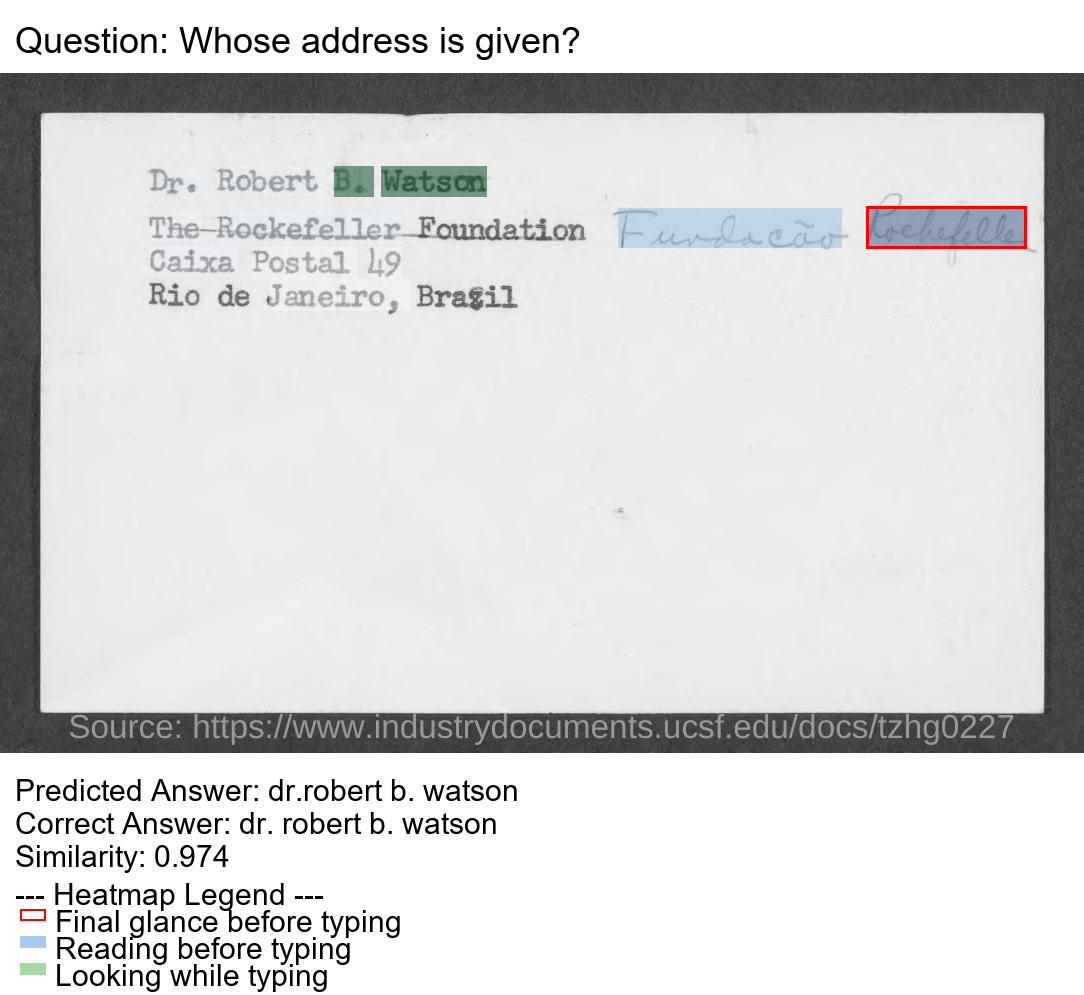 Question: Whose address is given?
Dr. Robert B. Watson
The Rockefeller Foundation Fundacão Rockefeller
Caixa Postal 49
Rio de Janeiro, Brazil
Source: https://www.industrydocuments.ucsf.edu/docs/tzhg0227
Predicted Answer: dr.robert b. watson
Correct Answer: dr. robert b. watson
Similarity: 0.974
--- Heatmap Legend ---
Final glance before typing
Reading before typing
Looking while typing